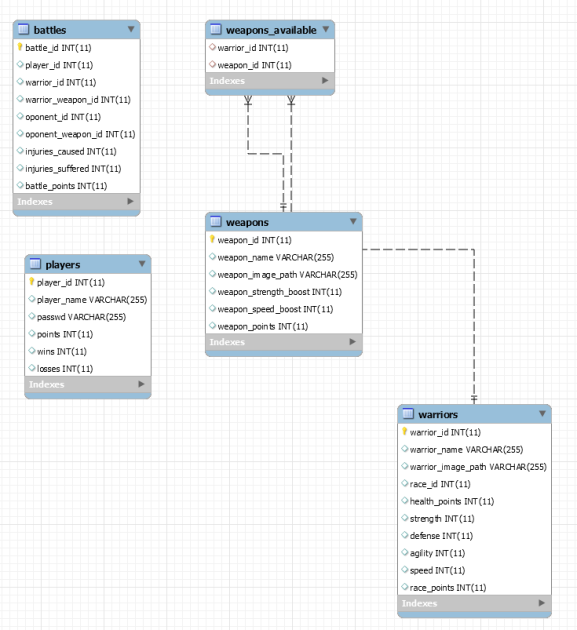 battles
battle_id INT(11)
player_id INT(11)
warrior_id INT(11)
warrior_weapon_id INT(11)
oponent_id INT(11)
oponent_weapon_id INT(11)
injuries_caused INT(11)
injuries_suffered INT(11)
battle_points INT(11)
Indexes
weapons_available
warrior_id INT(11)
weapon_id INT(11)
Indexes
weapons
weapon_id INT(11)
weapon_name VARCHAR(255)
weapon_image_path VARCHAR(255)
weapon_strength_boost INT(11)
weapon_speed_boost INT(11)
weapon_points INT(11)
Indexes
players
player_id INT(11)
player_name VARCHAR(255)
passwd VARCHAR(255)
points INT(11)
wins INT(11)
losses INT(11)
Indexes
warriors
warrior_id INT(11)
warrior_name VARCHAR(255)
warrior_image_path VARCHAR(255)
race_id INT(11)
health_points INT(11)
strength INT(11)
defense INT(11)
agility INT(11)
speed INT(11)
race_points INT(11)
Indexes